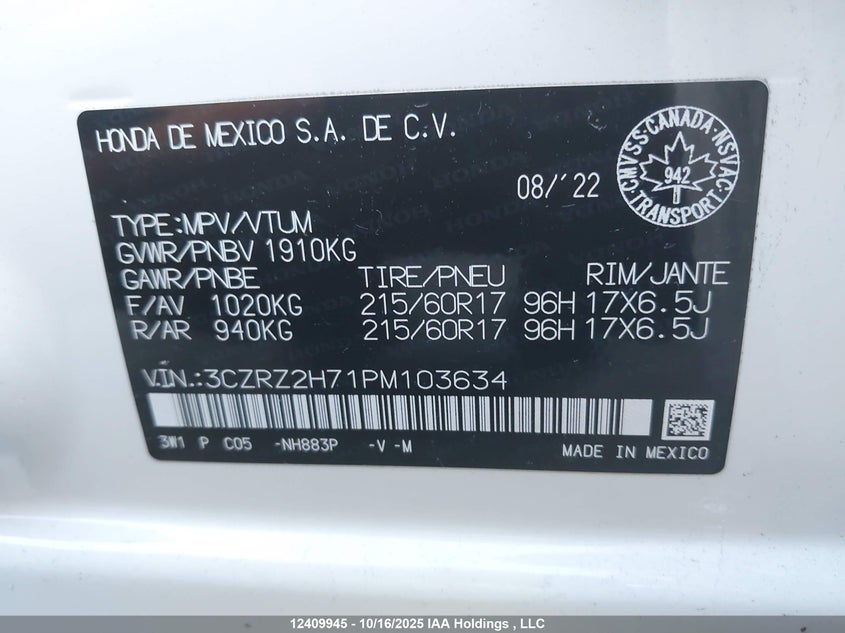 HONDA DE MEXICO S.A. DE C.V.
08/'22
CMVSS·CANADA·NSVAC·
942
TRANSPORT
TYPE:MPV/VTUM
GVWR/PNBV 1910KG
GAWR/PNBE TIRE/PNEU RIM/JANTE
F/AV 1020KG 215/60R17 96H 17X6.5J
R/AR 940KG 215/60R17 96H 17X6.5J
V.I.N.:3CZRZ2H71PM103634
3W1 P C05 -NH883P -V -M
MADE IN MEXICO
12409945 - 10/16/2025 IAA Holdings , LLC